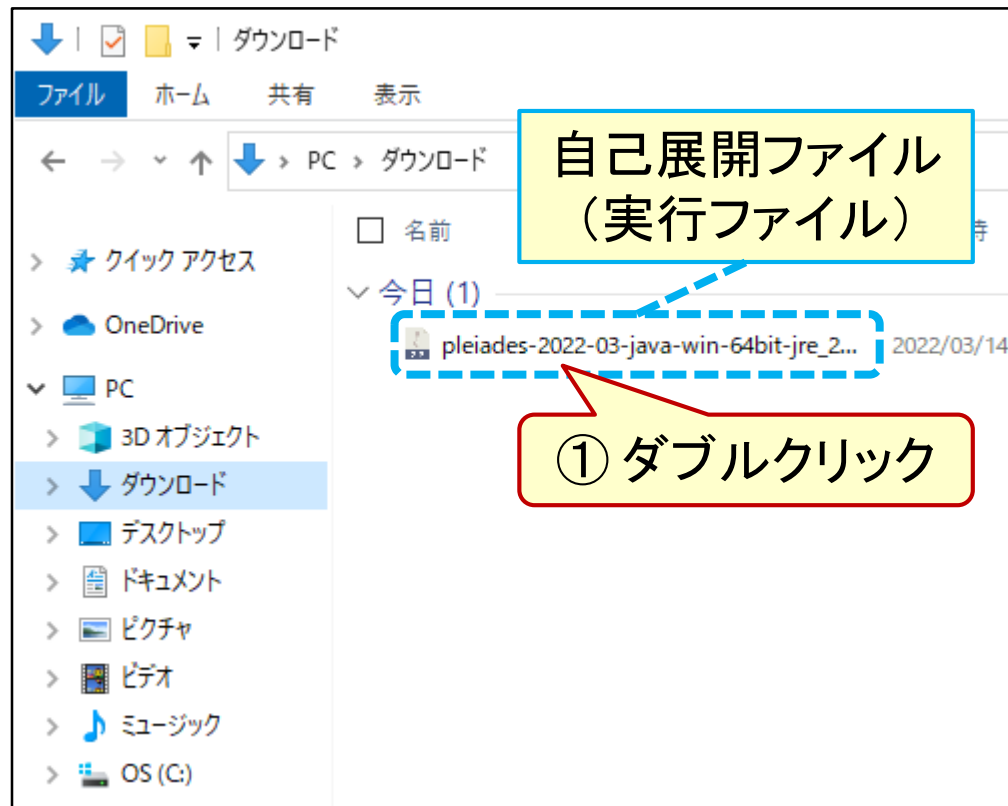 ダウンロード
ファイル ホーム 共有 表示
PC › ダウンロード
自己展開ファイル
（実行ファイル）
名前
クイック アクセス
今日 (1)
OneDrive
pleiades-2022-03-java-win-64bit-jre_2... 2022/03/14
PC
① ダブルクリック
3D オブジェクト
ダウンロード
デスクトップ
ドキュメント
ピクチャ
ビデオ
ミュージック
OS (C:)